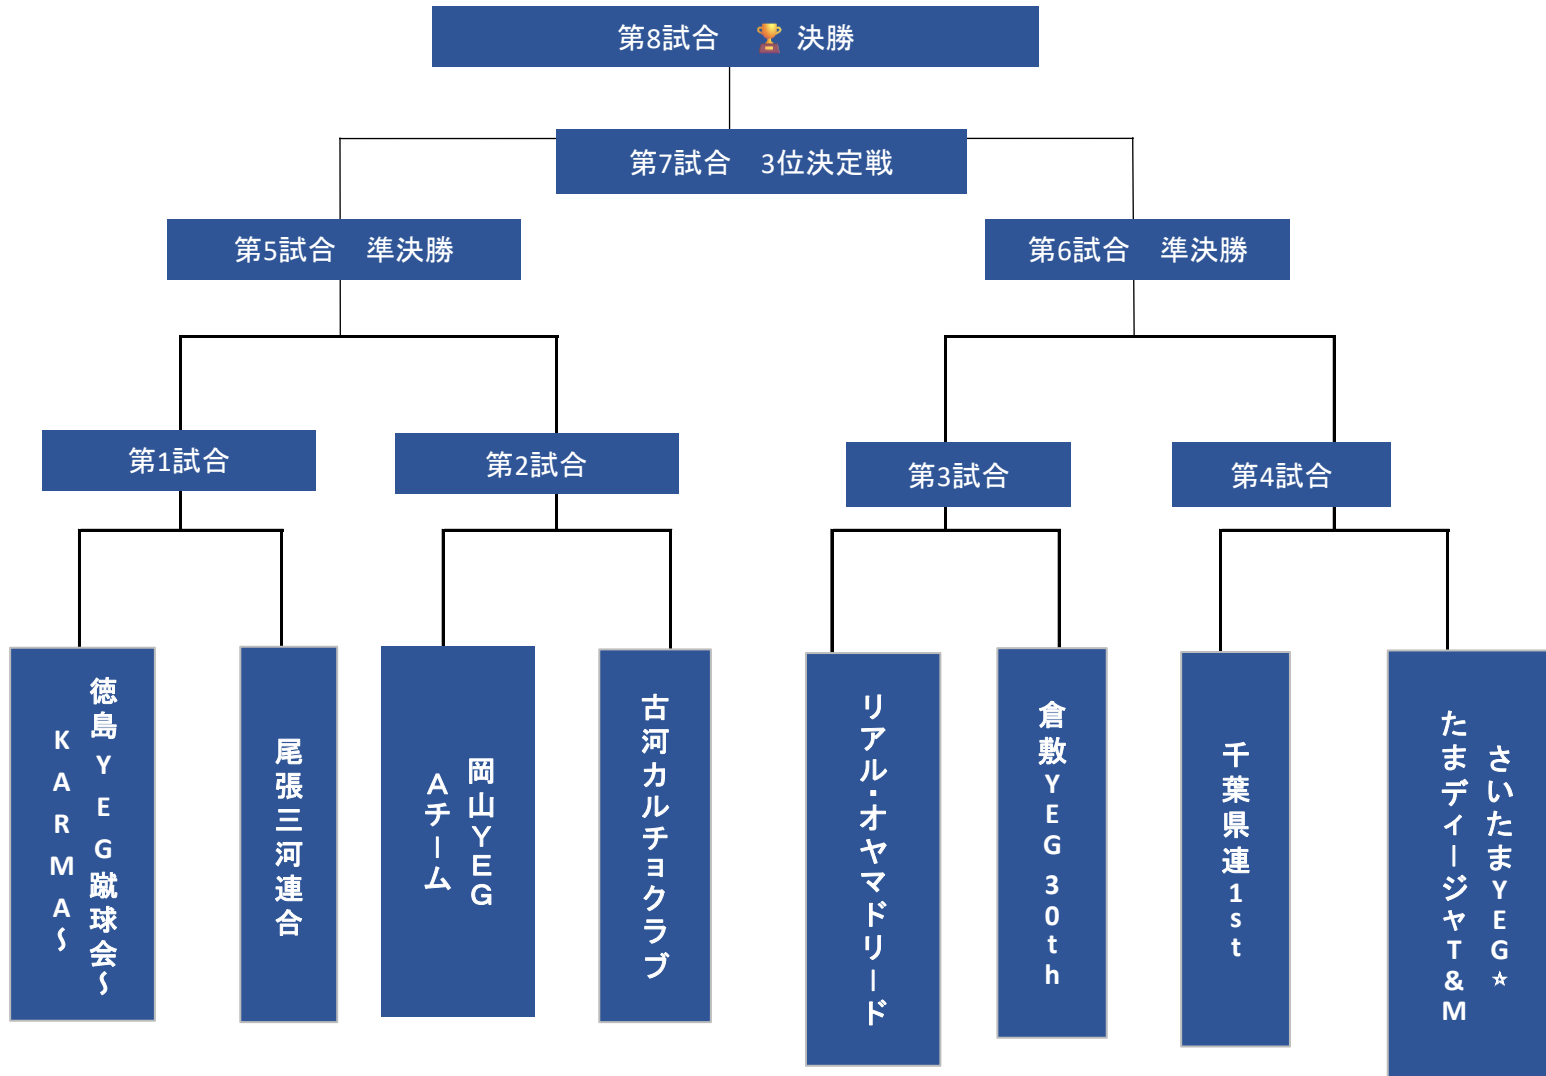 第8試合　🏆 決勝
第7試合　3位決定戦
第5試合　準決勝
第6試合　準決勝
第1試合
第2試合
第3試合
第4試合
徳島YEG蹴球会～
KARMA～
尾張三河連合
岡山ＹＥＧ
Ａチーム
古河カルチョクラブ
リアル・オヤマドリード
倉敷YEG 30th
千葉県連1st
さいたまYEG☆
たまディージャT&M